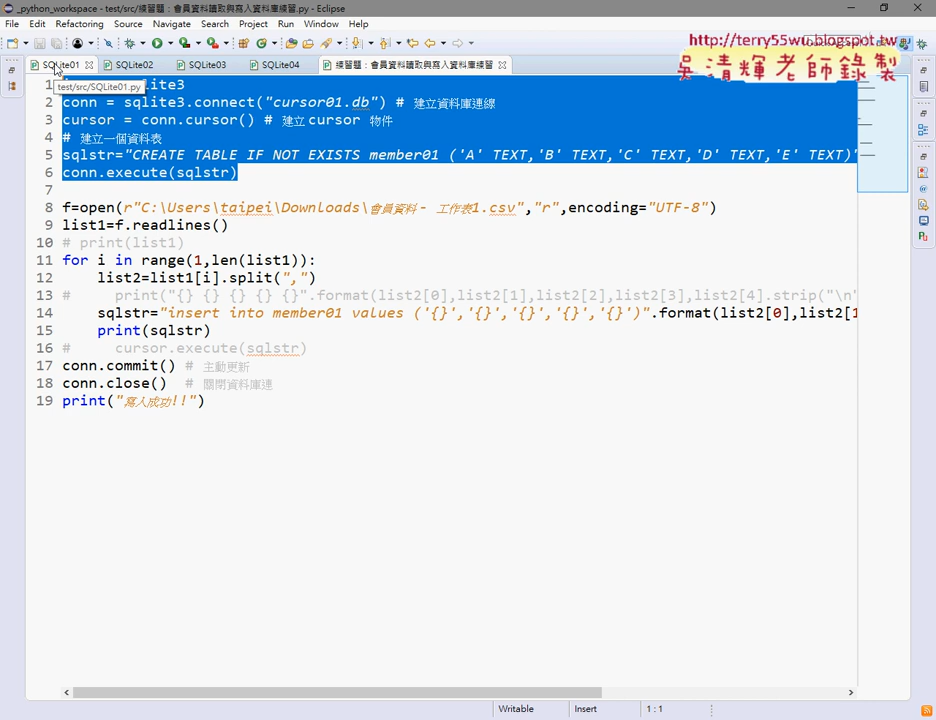 _python_workspace - test/src/練習題：會員資料讀取與寫入資料庫練習.py - Eclipse
File Edit Refactoring Source Navigate Search Project Run Window Help
http://terry55wu.blogspot.tw
吳清輝老師錄製
SQLite01 SQLite02 SQLite03 SQLite04 練習題：會員資料讀取與寫入資料庫練習
test/src/SQLite01.py
1 lite3
2 conn = sqlite3.connect("cursor01.db") # 建立資料庫連線
3 cursor = conn.cursor() # 建立 cursor 物件
4 # 建立一個資料表
5 sqlstr="CREATE TABLE IF NOT EXISTS member01 ('A' TEXT,'B' TEXT,'C' TEXT,'D' TEXT,'E' TEXT)"
6 conn.execute(sqlstr)
7
8 f=open(r"C:\Users\taipei\Downloads\會員資料 - 工作表1.csv","r",encoding="UTF-8")
9 list1=f.readlines()
10 # print(list1)
11 for i in range(1,len(list1)):
12 list2=list1[i].split(",")
13 # print("{} {} {} {} {}".format(list2[0],list2[1],list2[2],list2[3],list2[4].strip("\n"
14 sqlstr="insert into member01 values ('{}','{}','{}','{}','{}')".format(list2[0],list2[1
15 print(sqlstr)
16 # cursor.execute(sqlstr)
17 conn.commit() # 主動更新
18 conn.close() # 關閉資料庫連
19 print("寫入成功!!")
Writable Insert 1 : 1